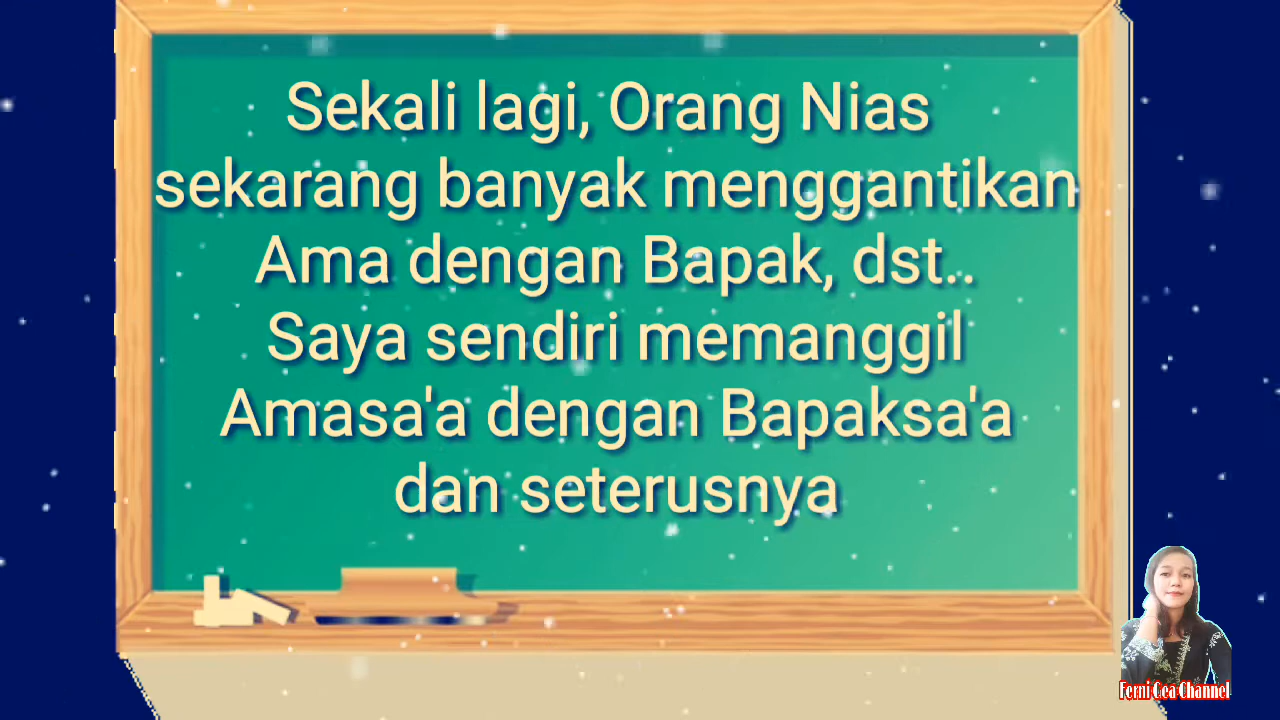 Sekali lagi, Orang Nias
sekarang banyak menggantikan
Ama dengan Bapak, dst..
Saya sendiri memanggil
Amasa'a dengan Bapaksa'a
dan seterusnya
Ferni Gea Channel